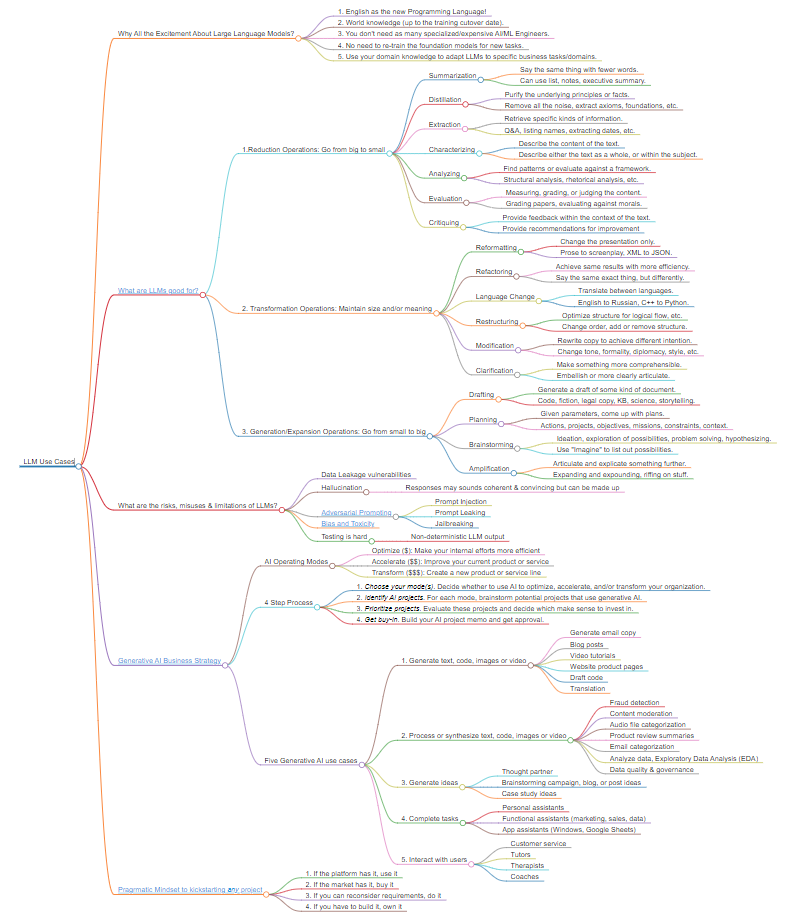 LLM Use Cases
Why All the Excitement About Large Language Models?
1. English as the new Programming Language!
2. World knowledge (up to the training cutover date).
3. You don't need as many specialized/expensive AI/ML Engineers.
4. No need to re-train the foundation models for new tasks.
5. Use your domain knowledge to adapt LLMs to specific business tasks/domains.
What are LLMs good for?
1.Reduction Operations: Go from big to small
Summarization
Say the same thing with fewer words.
Can use list, notes, executive summary.
Distillation
Purify the underlying principles or facts.
Remove all the noise, extract axioms, foundations, etc.
Extraction
Retrieve specific kinds of information.
Q&A, listing names, extracting dates, etc.
Characterizing
Describe the content of the text.
Describe either the text as a whole, or within the subject.
Analyzing
Find patterns or evaluate against a framework.
Structural analysis, rhetorical analysis, etc.
Evaluation
Measuring, grading, or judging the content.
Grading papers, evaluating against morals.
Critiquing
Provide feedback within the context of the text.
Provide recommendations for improvement
2. Transformation Operations: Maintain size and/or meaning
Reformatting
Change the presentation only.
Prose to screenplay, XML to JSON.
Refactoring
Achieve same results with more efficiency.
Say the same exact thing, but differently.
Language Change
Translate between languages.
English to Russian, C++ to Python.
Restructuring
Optimize structure for logical flow, etc.
Change order, add or remove structure.
Modification
Rewrite copy to achieve different intention.
Change tone, formality, diplomacy, style, etc.
Clarification
Make something more comprehensible.
Embellish or more clearly articulate.
3. Generation/Expansion Operations: Go from small to big
Drafting
Generate a draft of some kind of document.
Code, fiction, legal copy, KB, science, storytelling.
Planning
Given parameters, come up with plans.
Actions, projects, objectives, missions, constraints, context.
Brainstorming
Ideation, exploration of possibilities, problem solving, hypothesizing.
Use "Imagine" to list out possibilities.
Amplification
Articulate and explicate something further.
Expanding and expounding, riffing on stuff.
What are the risks, misuses & limitations of LLMs?
Data Leakage vulnerabilities
Hallucination
Responses may sounds coherent & convincing but can be made up
Adversarial Prompting
Prompt Injection
Prompt Leaking
Jailbreaking
Bias and Toxicity
Testing is hard
Non-deterministic LLM output
Generative AI Business Strategy
AI Operating Modes
Optimize ($): Make your internal efforts more efficient
Accelerate ($$): Improve your current product or service
Transform ($$$): Create a new product or service line
4 Step Process
1. Choose your mode(s). Decide whether to use AI to optimize, accelerate, and/or transform your organization.
2. Identify AI projects. For each mode, brainstorm potential projects that use generative AI.
3. Prioritize projects. Evaluate these projects and decide which make sense to invest in.
4. Get buy-in. Build your AI project memo and get approval.
Five Generative AI use cases
1. Generate text, code, images or video
Generate email copy
Blog posts
Video tutorials
Website product pages
Draft code
Translation
2. Process or synthesize text, code, images or video
Fraud detection
Content moderation
Audio file categorization
Product review summaries
Email categorization
Analyze data, Exploratory Data Analysis (EDA)
Data quality & governance
3. Generate ideas
Thought partner
Brainstorming campaign, blog, or post ideas
Case study ideas
4. Complete tasks
Personal assistants
Functional assistants (marketing, sales, data)
App assistants (Windows, Google Sheets)
5. Interact with users
Customer service
Tutors
Therapists
Coaches
Pragmatic Mindset to kickstarting any project
1. If the platform has it, use it
2. If the market has it, buy it
3. If you can reconsider requirements, do it
4. If you have to build it, own it